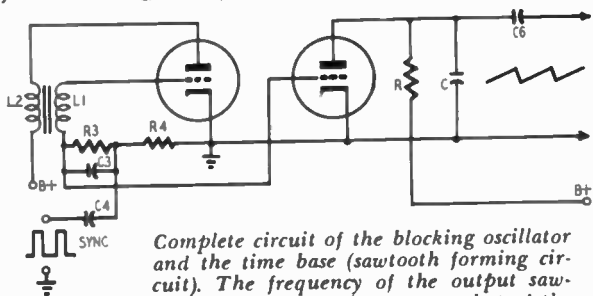 C6
L2
L1
R3
R4
R
C
C3
B+
C4
B+
SYNC
Complete circuit of the blocking oscillator
and the time base (sawtooth forming cir-
cuit). The frequency of the output saw-